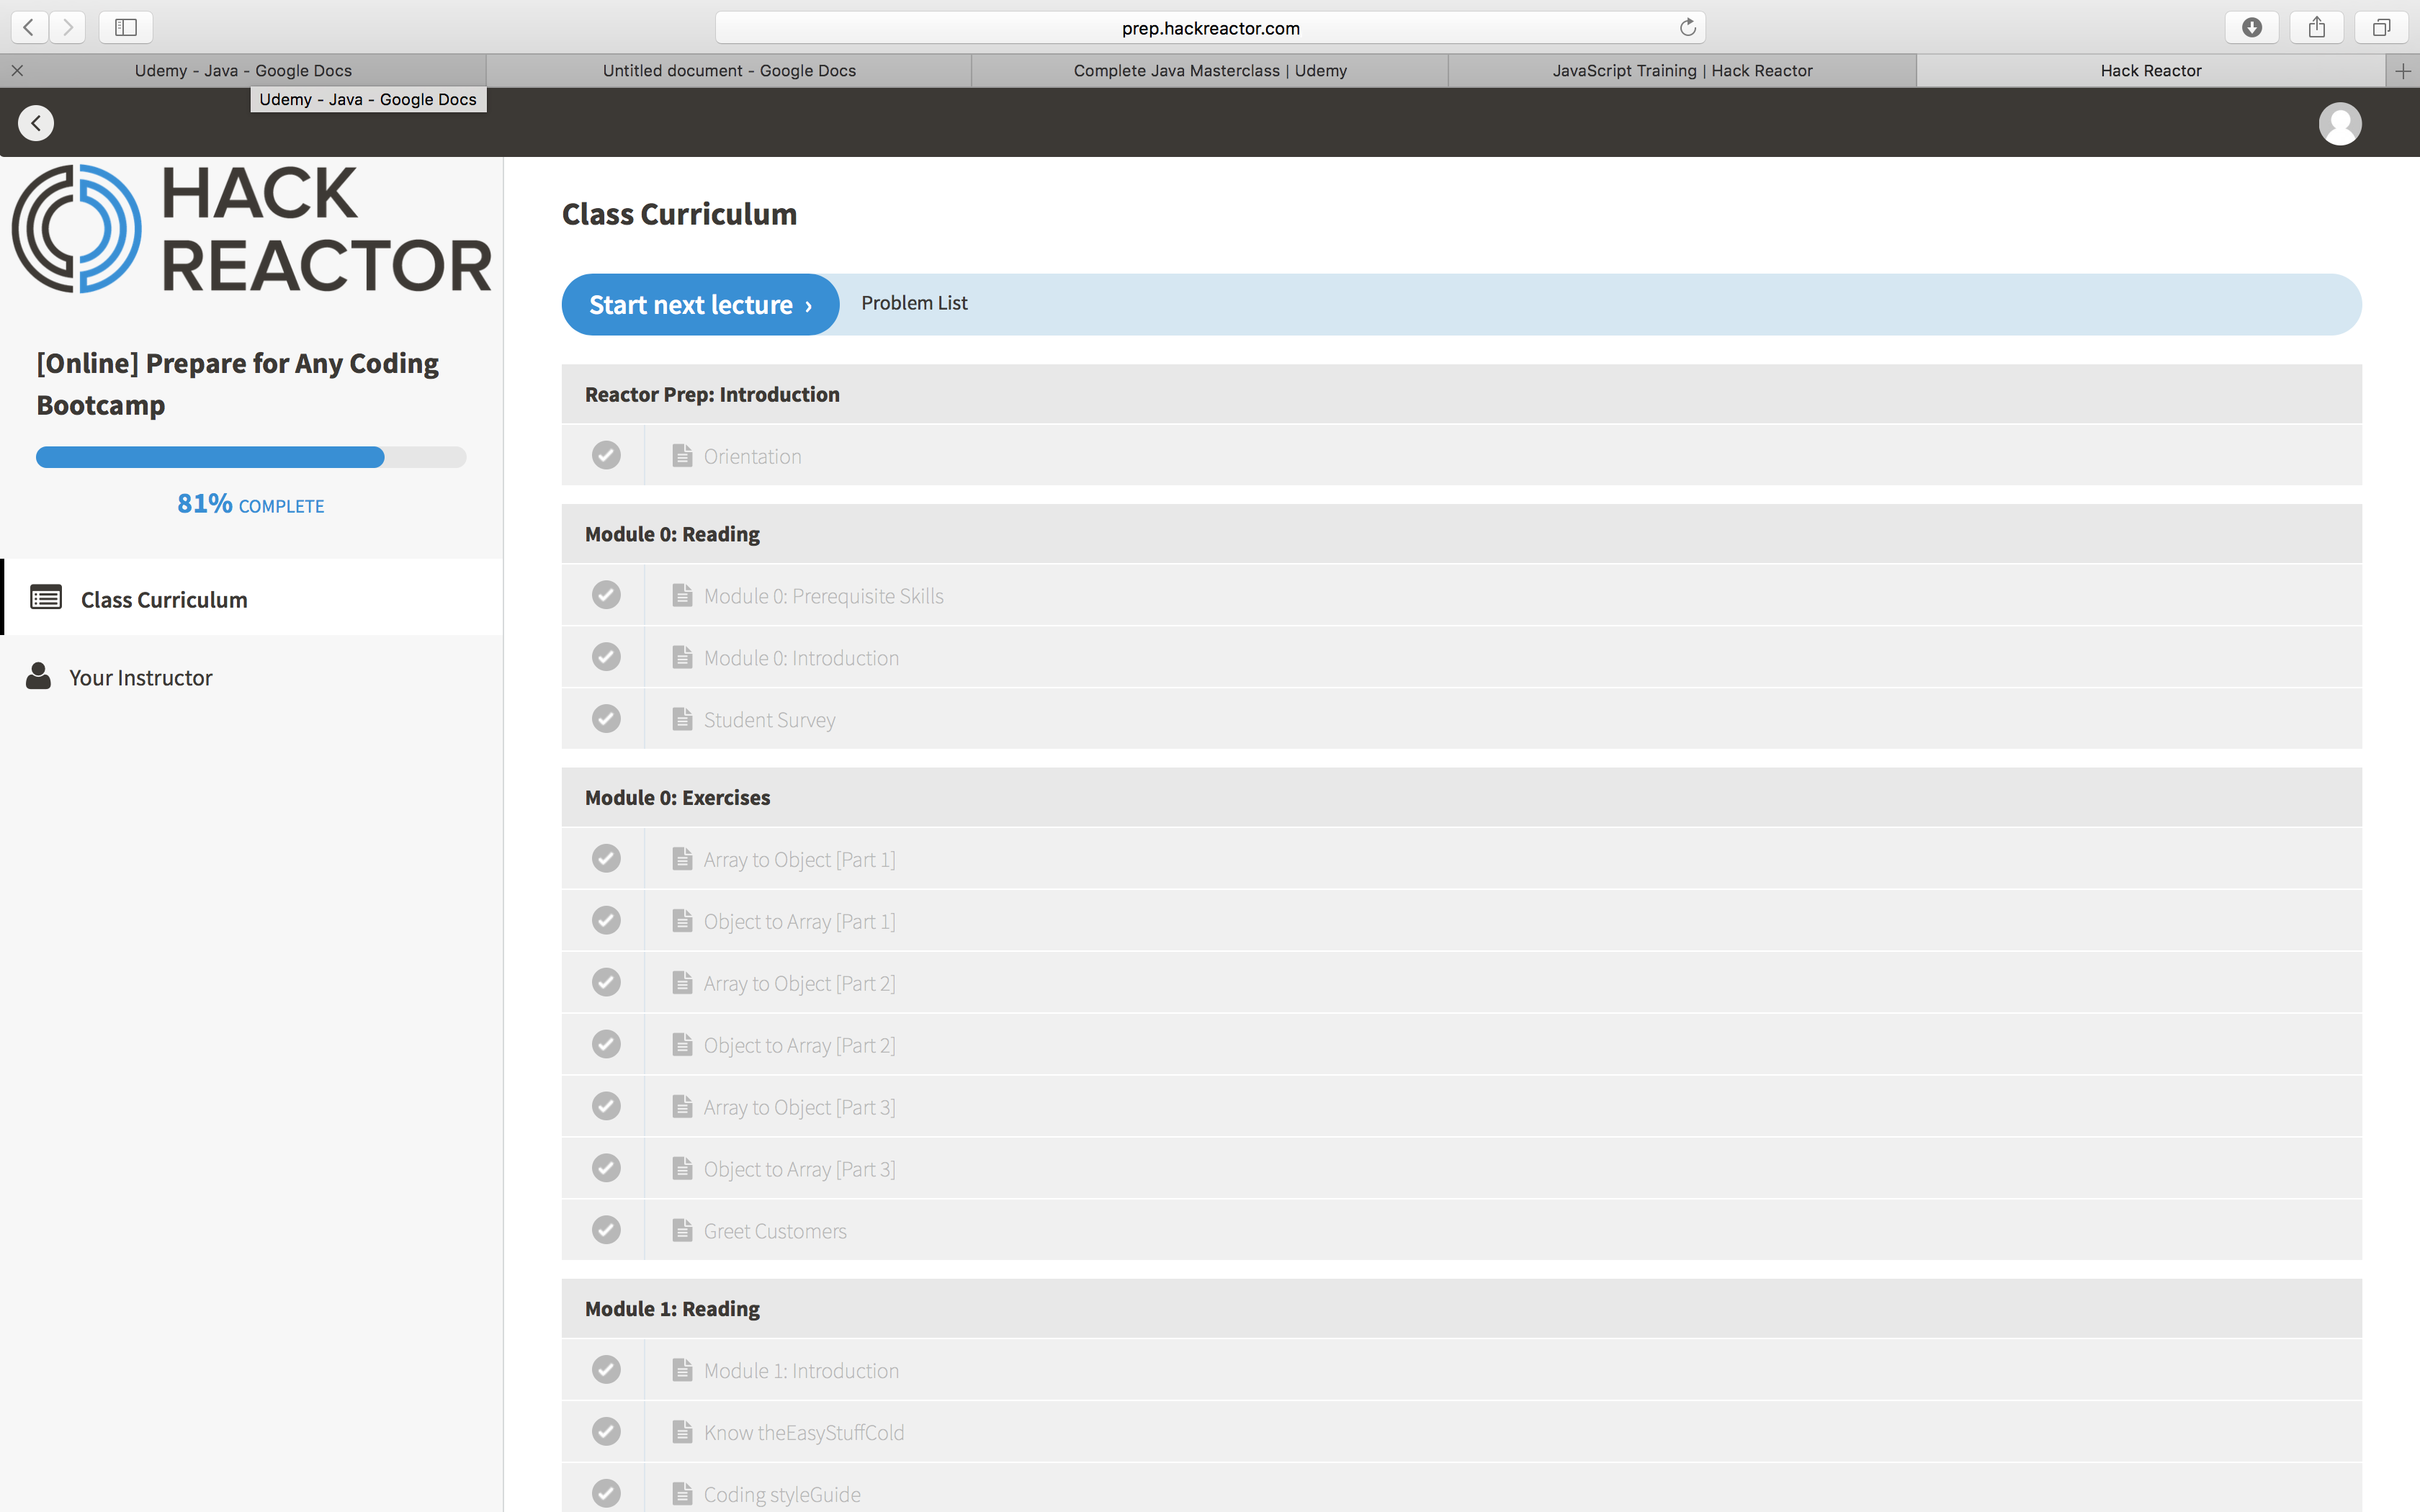 prep.hackreactor.com
Udemy - Java - Google Docs
Untitled document - Google Docs
Complete Java Masterclass | Udemy
JavaScript Training | Hack Reactor
Hack Reactor
Udemy - Java - Google Docs
HACK
REACTOR
[Online] Prepare for Any Coding
Bootcamp
81% COMPLETE
Class Curriculum
Your Instructor
Class Curriculum
Start next lecture ›
Problem List
Reactor Prep: Introduction
Orientation
Module 0: Reading
Module 0: Prerequisite Skills
Module 0: Introduction
Student Survey
Module 0: Exercises
Array to Object [Part 1]
Object to Array [Part 1]
Array to Object [Part 2]
Object to Array [Part 2]
Array to Object [Part 3]
Object to Array [Part 3]
Greet Customers
Module 1: Reading
Module 1: Introduction
Know theEasyStuffCold
Coding styleGuide